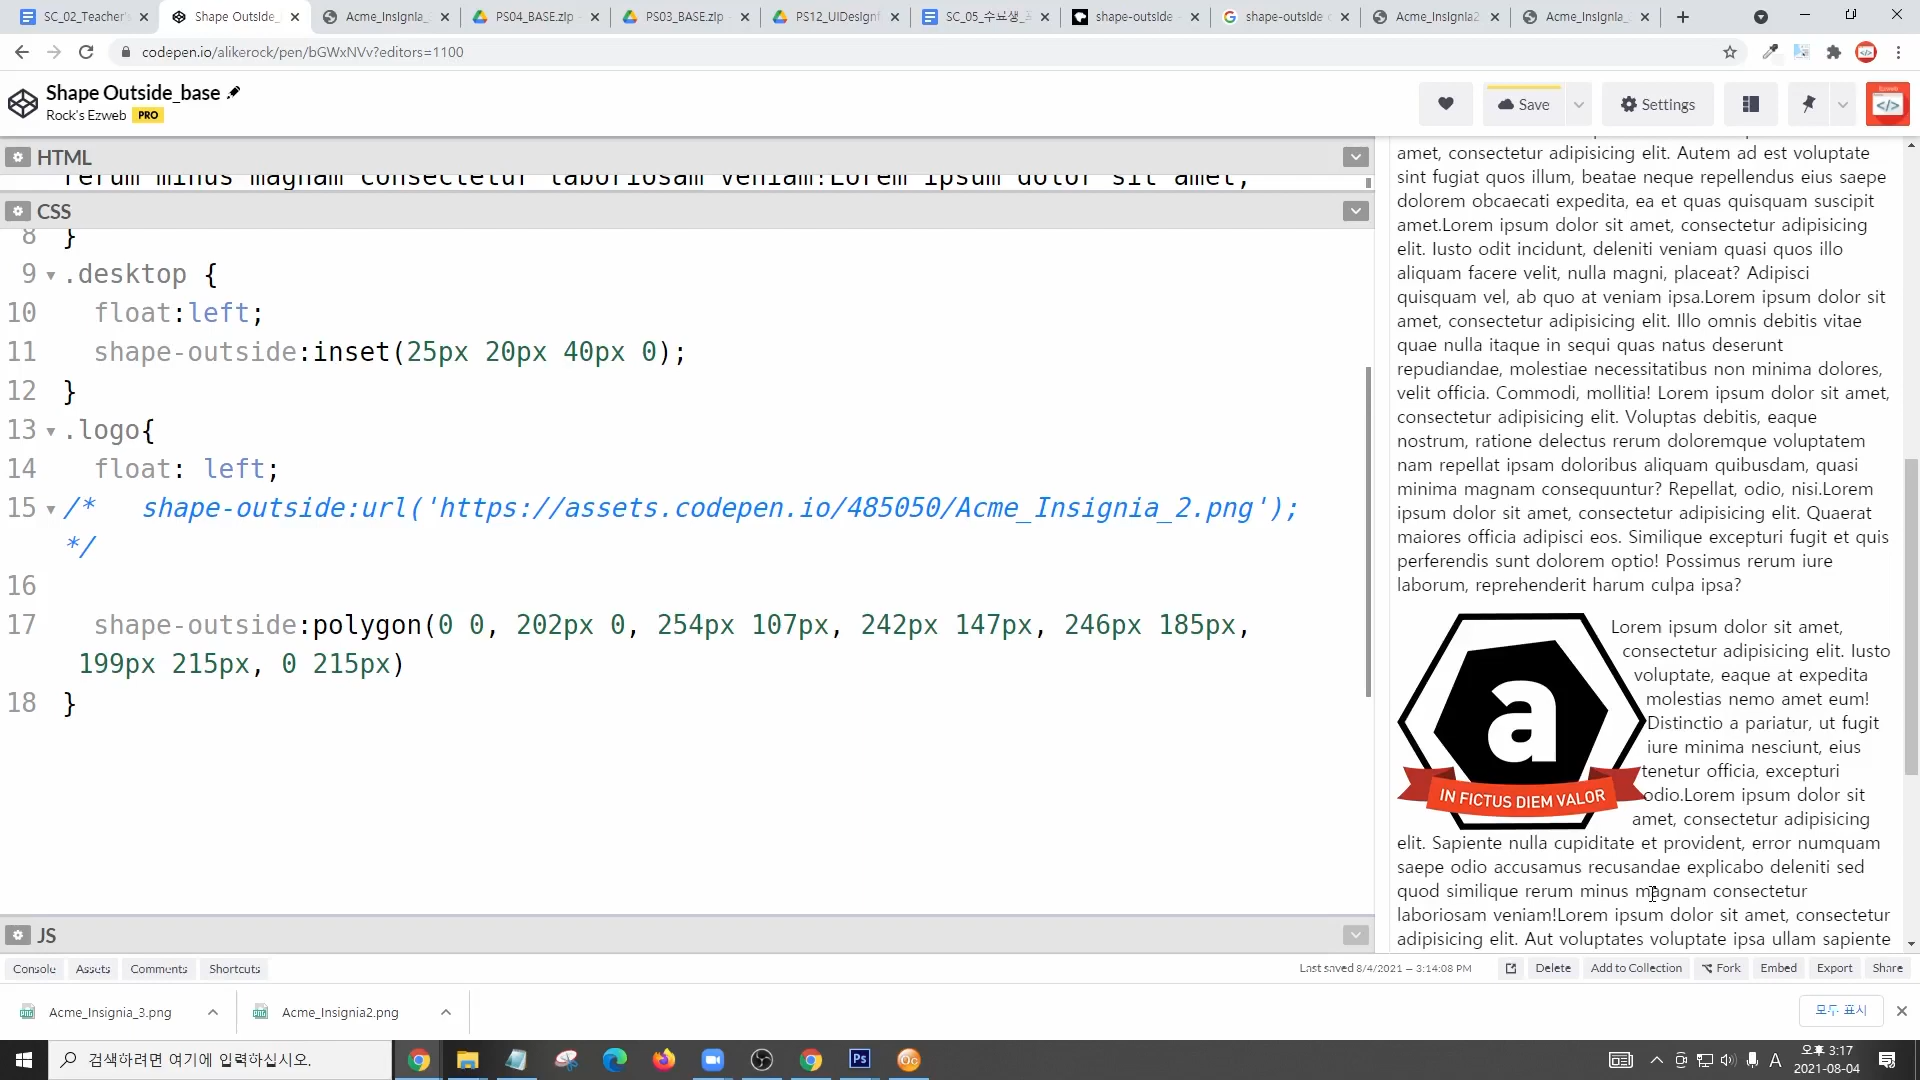 SC_02_Teacher's
Shape Outside_
Acme_Insignia_
PS04_BASE.zip -
PS03_BASE.zip -
PS12_UIDesign
SC_05_수료생_
shape-outside
shape-outside
Acme_Insignia2
Acme_Insignia_
codepen.io/alikerock/pen/bGWxNVv?editors=1100
Shape Outside_base
Rock's Ezweb PRO
Save
Settings
HTML
rerum minus magnam consectetur laboriosam veniam!Lorem ipsum dolor sit amet,
CSS
8 }
9 .desktop {
10 float:left;
11 shape-outside:inset(25px 20px 40px 0);
12 }
13 .logo{
14 float: left;
15 /* shape-outside:url('https://assets.codepen.io/485050/Acme_Insignia_2.png');
*/
16
17 shape-outside:polygon(0 0, 202px 0, 254px 107px, 242px 147px, 246px 185px,
199px 215px, 0 215px)
18 }
amet, consectetur adipisicing elit. Autem ad est voluptate
sint fugiat quos illum, beatae neque repellendus eius saepe
dolorem obcaecati expedita, ea et quas quisquam suscipit
amet.Lorem ipsum dolor sit amet, consectetur adipisicing
elit. Iusto odit incidunt, deleniti veniam quasi quos illo
aliquam facere velit, nulla magni, placeat? Adipisci
quisquam vel, ab quo at veniam ipsa.Lorem ipsum dolor sit
amet, consectetur adipisicing elit. Illo omnis debitis vitae
quae nulla itaque in sequi quas natus deserunt
repudiandae, molestiae necessitatibus non minima dolores,
velit officia. Commodi, mollitia! Lorem ipsum dolor sit amet,
consectetur adipisicing elit. Voluptas debitis, eaque
nostrum, ratione delectus rerum doloremque voluptatem
nam repellat ipsam doloribus aliquam quibusdam, quasi
minima magnam consequuntur? Repellat, odio, nisi.Lorem
ipsum dolor sit amet, consectetur adipisicing elit. Quaerat
maiores officia adipisci eos. Similique excepturi fugit et quis
perferendis sunt dolorem optio! Possimus rerum iure
laborum, reprehenderit harum culpa ipsa?
a
IN FICTUS DIEM VALOR
Lorem ipsum dolor sit amet,
consectetur adipisicing elit. Iusto
voluptate, eaque at expedita
molestias nemo amet eum!
Distinctio a pariatur, ut fugit
iure minima nesciunt, eius
tenetur officia, excepturi
odio.Lorem ipsum dolor sit
amet, consectetur adipisicing
elit. Sapiente nulla cupiditate et provident, error numquam
saepe odio accusamus recusandae explicabo deleniti sed
quod similique rerum minus magnam consectetur
laboriosam veniam!Lorem ipsum dolor sit amet, consectetur
adipisicing elit. Aut voluptates voluptate ipsa ullam sapiente
JS
Console
Assets
Comments
Shortcuts
Last saved 8/4/2021 — 3:14:08 PM
Delete
Add to Collection
Fork
Embed
Export
Share
Acme_Insignia_3.png
Acme_Insignia2.png
모두 표시
검색하려면 여기에 입력하십시오.
Ps
A
오후 3:17
2021-08-04